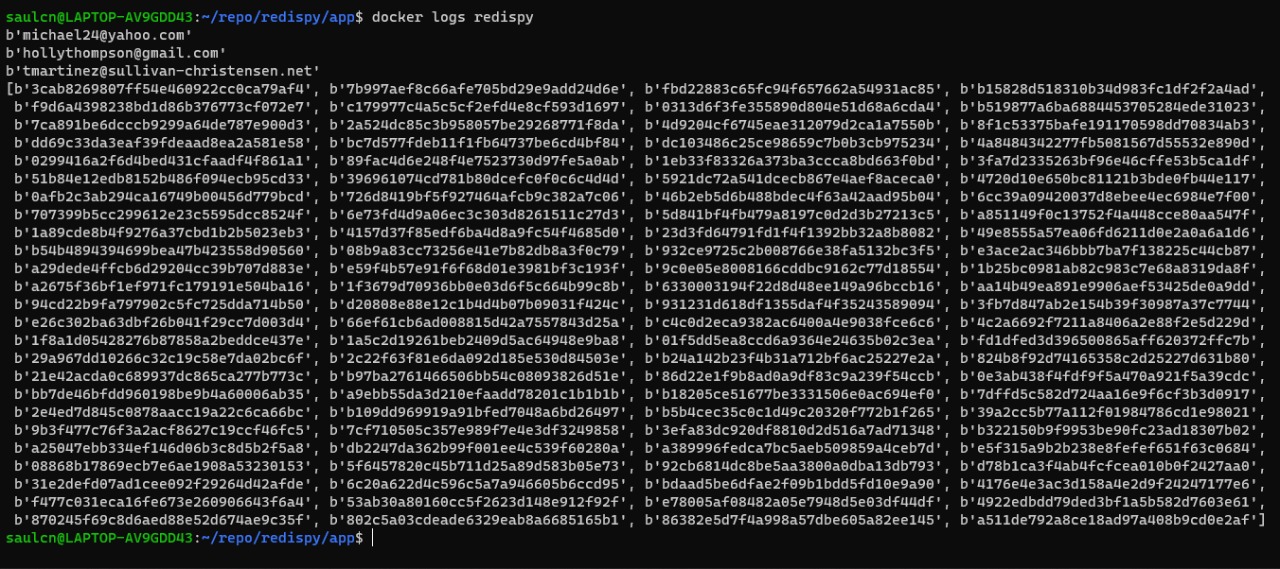 saulcn@LAPTOP-AV9GDD43:~/repo/redispy/app$ docker logs redispy
b'michael24@yahoo.com'
b'hollythompson@gmail.com'
b'tmartinez@sullivan-christensen.net'
[b'3cab8269807ff54e460922cc0ca79af4', b'7b997aef8c66afe705bd29e9add24d6e', b'fbd22883c65fc94f657662a54931ac85', b'b15828d518310b34d983fc1df2f2a4ad',
b'f9d6a4398238bd1d86b376773cf072e7', b'c179977c4a5c5cf2efd4e8cf593d1697', b'0313d6f3fe355890d804e51d68a6cda4', b'b519877a6ba6884453705284ede31023',
b'7ca891be6dcccb9299a64de787e900d3', b'2a524dc85c3b958057be29268771f8da', b'4d9204cf6745eae312079d2ca1a7550b', b'8f1c53375bafe191170598dd70834ab3',
b'dd69c33da3eaf39fdeaad8ea2a581e58', b'bc7d577fdeb11f1fb64737be6cd4bf84', b'dc103486c25ce98659c7b0b3cb975234', b'4a8484342277fb5081567d55532e890d',
b'0299416a2f6d4bed431cfaadf4f861a1', b'89fac4d6e248f4e7523730d97fe5a0ab', b'1eb33f83326a373ba3ccca8bd663f0bd', b'3fa7d2335263bf96e46cffe53b5ca1df',
b'51b84e12edb8152b486f094ecb95cd33', b'396961074cd781b80dcefc0f0c6c4d4d', b'5921dc72a541dcecb867e4aef8aceca0', b'4720d10e650bc81121b3bde0fb44e117',
b'0afb2c3ab294ca16749b00456d779bcd', b'726d8419bf5f927464afcb9c382a7c06', b'46b2eb5d6b488bdec4f63a42aad95b04', b'6cc39a09420037d8ebee4ec6984e7f00',
b'707399b5cc299612e23c5595dcc8524f', b'6e73fd4d9a06ec3c303d8261511c27d3', b'5d841bf4fb479a8197c0d2d3b27213c5', b'a851149f0c13752f4a448cce80aa547f',
b'1a89cde8b4f9276a37cbd1b2b5023eb3', b'4157d37f85edf6ba4d8a9fc54f4685d0', b'23d3fd64791fd1f4f1392bb32a8b8082', b'49e8555a57ea06fd6211d0e2a0a6a1d6',
b'b54b4894394699bea47b423558d90560', b'08b9a83cc73256e41e7b82db8a3f0c79', b'932ce9725c2b008766e38fa5132bc3f5', b'e3ace2ac346bbb7ba7f138225c44cb87',
b'a29dede4ffcb6d29204cc39b707d883e', b'e59f4b57e91f6f68d01e3981bf3c193f', b'9c0e05e8008166cddbc9162c77d18554', b'1b25bc0981ab82c983c7e68a8319da8f',
b'a2675f36bf1ef971fc179191e504ba16', b'1f3679d70936bb0e03d6f5c664b99c8b', b'6330003194f22d8d48ee149a96bccb16', b'aa14b49ea891e9906aef53425de0a9dd',
b'94cd22b9fa797902c5fc725dda714b50', b'd20808e88e12c1b4d4b07b09031f424c', b'931231d618df1355daf4f35243589094', b'3fb7d847ab2e154b39f30987a37c7744',
b'e26c302ba63dbf26b041f29cc7d003d4', b'66ef61cb6ad008815d42a7557843d25a', b'c4c0d2eca9382ac6400a4e9038fce6c6', b'4c2a6692f7211a8406a2e88f2e5d229d',
b'1f8a1d05428276b87858a2beddce437e', b'1a5c2d19261beb2409d5ac64948e9ba8', b'01f5dd5ea8ccd6a9364e24635b02c3ea', b'fd1dfed3d396500865aff620372ffc7b',
b'29a967dd10266c32c19c58e7da02bc6f', b'2c22f63f81e6da092d185e530d84503e', b'b24a142b23f4b31a712bf6ac25227e2a', b'824b8f92d74165358c2d25227d631b80',
b'21e42acda0c689937dc865ca277b773c', b'b97ba2761466506bb54c08093826d51e', b'86d22e1f9b8ad0a9df83c9a239f54ccb', b'0e3ab438f4fdf9f5a470a921f5a39cdc',
b'bb7de46bfdd960198be9b4a60006ab35', b'a9ebb55da3d210efaadd78201c1b1b1b', b'b18205ce51677be3331506e0ac694ef0', b'7dffd5c582d724aa16e9f6cf3b3d0917',
b'2e4ed7d845c0878aacc19a22c6ca66bc', b'b109dd969919a91bfed7048a6bd26497', b'b5b4cec35c0c1d49c20320f772b1f265', b'39a2cc5b77a112f01984786cd1e98021',
b'9b3f477c76f3a2acf8627c19ccf46fc5', b'7cf710505c357e989f7e4e3df3249858', b'3efa83dc920df8810d2d516a7ad71348', b'b322150b9f9953be90fc23ad18307b02',
b'a25047ebb334ef146d06b3c8d5b2f5a8', b'db2247da362b99f001ee4c539f60280a', b'a389996fedca7bc5aeb509859a4ceb7d', b'e5f315a9b2b238e8fefef651f63c0684',
b'08868b17869ecb7e6ae1908a53230153', b'5f6457820c45b711d25a89d583b05e73', b'92cb6814dc8be5aa3800a0dba13db793', b'd78b1ca3f4ab4fcfcea010b0f2427aa0',
b'31e2defd07ad1cee092f29264d42afde', b'6c20a622d4c596c5a7a946605b6ccd95', b'bdaad5be6dfae2f09b1bdd5fd10e9a90', b'4176e4e3ac3d158a4e2d9f24247177e6',
b'f477c031eca16fe673e260906643f6a4', b'53ab30a80160cc5f2623d148e912f92f', b'e78005af08482a05e7948d5e03df44df', b'4922edbdd79ded3bf1a5b582d7603e61',
b'870245f69c8d6aed88e52d674ae9c35f', b'802c5a03cdeade6329eab8a6685165b1', b'86382e5d7f4a998a57dbe605a82ee145', b'a511de792a8ce18ad97a408b9cd0e2af']
saulcn@LAPTOP-AV9GDD43:~/repo/redispy/app$